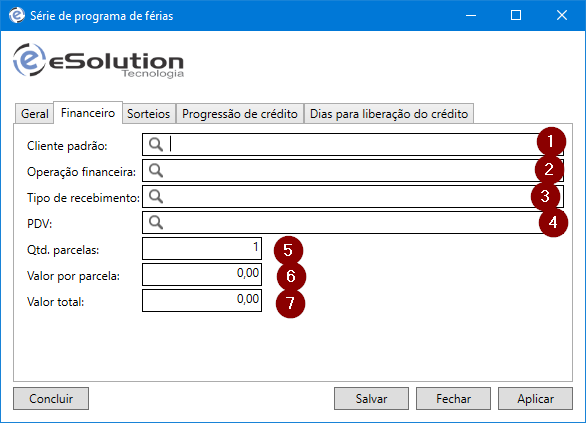 Série de programa de férias
e eSolution
Tecnologia
Geral Financeiro Sorteios Progressão de crédito Dias para liberação do crédito
Cliente padrão: 1
Operação financeira: 2
Tipo de recebimento: 3
PDV: 4
Qtd. parcelas: 1 5
Valor por parcela: 0,00 6
Valor total: 0,00 7
Concluir Salvar Fechar Aplicar